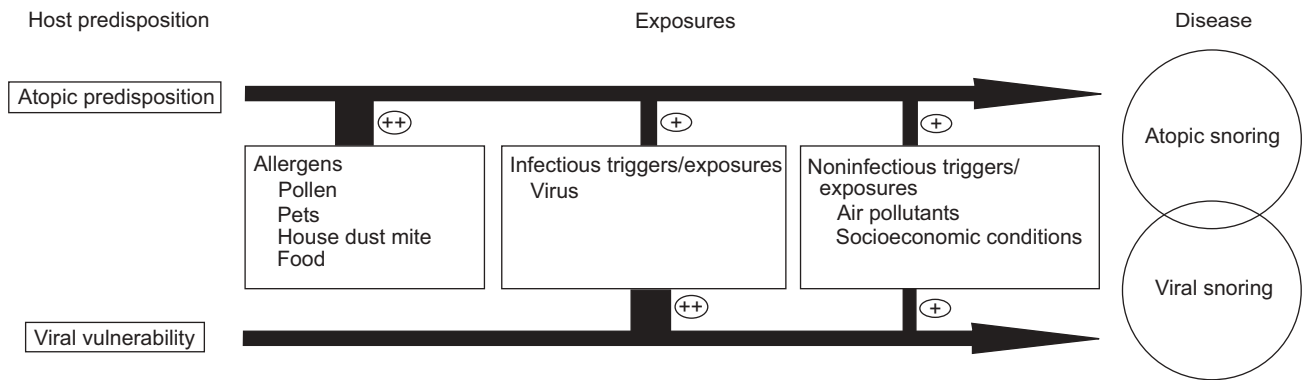 Host predisposition
Exposures
Disease
Atopic predisposition
++
+
+
Allergens
Pollen
Pets
House dust mite
Food
Infectious triggers/exposures
Virus
Noninfectious triggers/
exposures
Air pollutants
Socioeconomic conditions
Atopic snoring
Viral snoring
++
+
Viral vulnerability